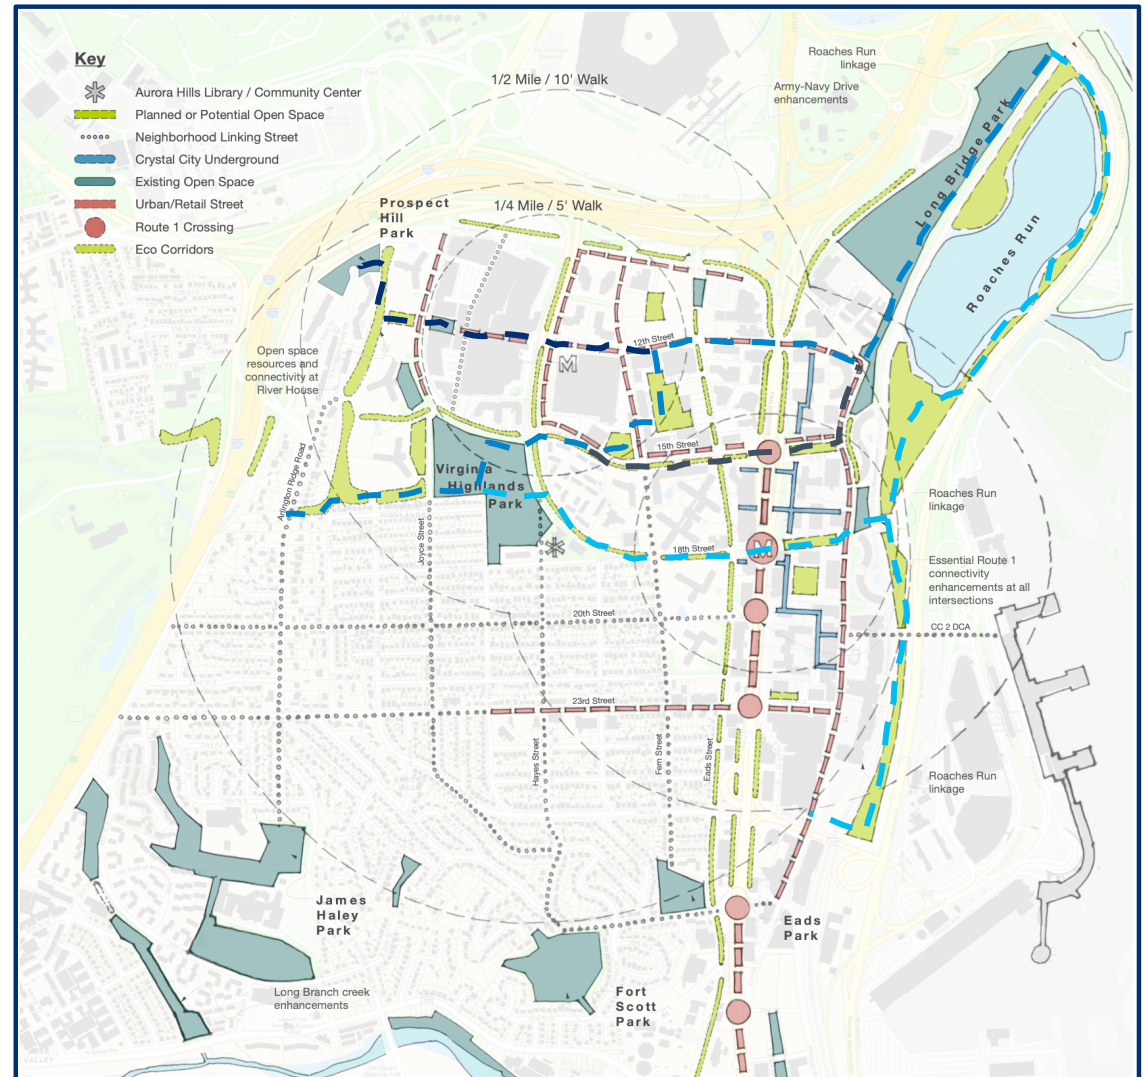 Key
Aurora Hills Library / Community Center
Planned or Potential Open Space
Neighborhood Linking Street
Crystal City Underground
Existing Open Space
Urban/Retail Street
Route 1 Crossing
Eco Corridors
1/2 Mile / 10' Walk
Roaches Run
linkage
Army-Navy Drive
enhancements
Long Bridge Park
Roaches Run
Prospect
Hill
Park
1/4 Mile / 5' Walk
Open space
resources and
connectivity at
River House
12th Street
M
15th Street
Virginia
Highlands
Park
Arlington Ridge Road
Joyce Street
18th Street
M
Roaches Run
linkage
Essential Route 1
connectivity
enhancements at all
intersections
20th Street
CC 2 DCA
23rd Street
Hayes Street
Fern Street
Eads Street
Roaches Run
linkage
James
Haley
Park
Eads
Park
Long Branch creek
enhancements
Fort
Scott
Park
VALLEY